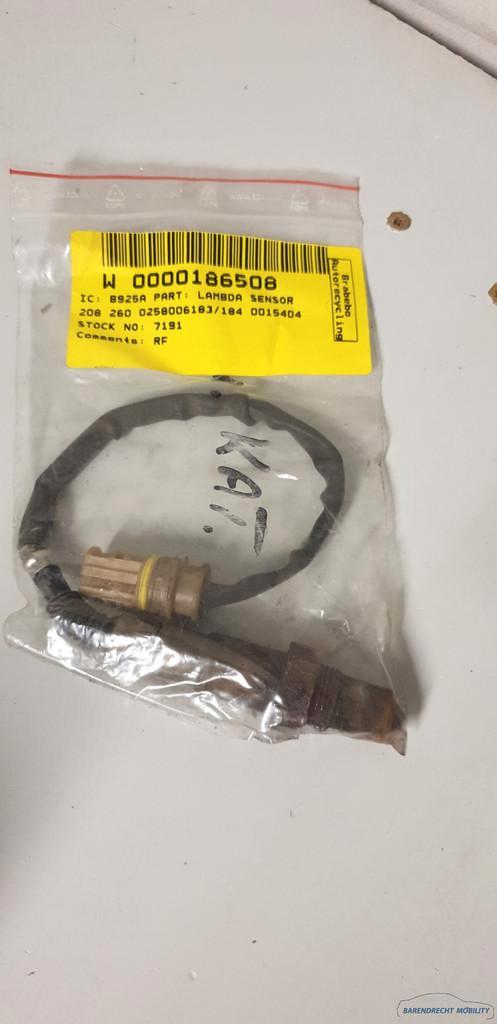 W 0000186508
IC: B925A PART: LAMBDA SENSOR
208 260 0258006183/184 0015404
STOCK NO: 7191
Comments: RF
Brabebo
Autorecycling
KAT.
BARENDRECHT MOBILITY